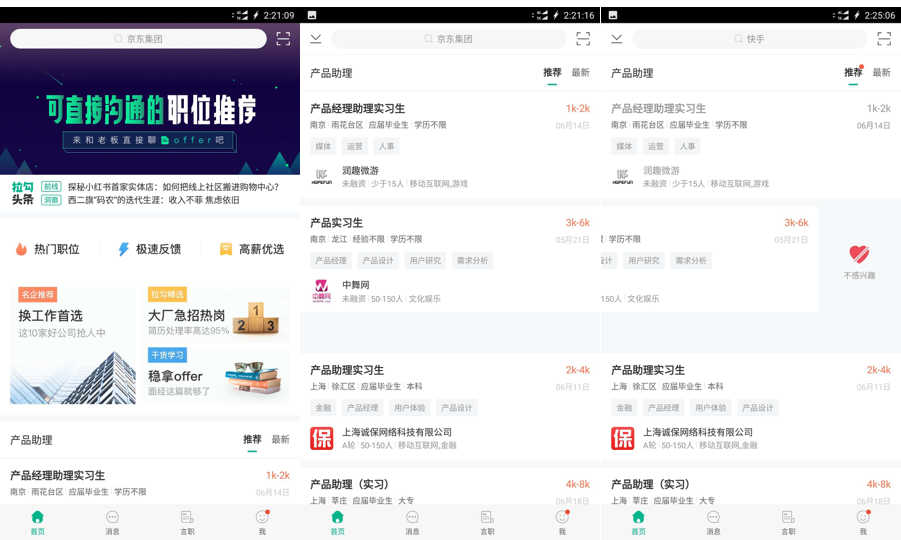 2:21:09
京东集团
可直接沟通的职位推荐
来和老板直接聊offer吧
拉勾
头条
前线
探秘小红书首家实体店：如何把线上社区搬进购物中心？
洞察
西二旗“码农”的迭代生涯：收入不菲 焦虑依旧
热门职位
极速反馈
高薪优选
名企推荐
换工作首选
这10家好公司抢人中
拉勾精选
大厂急招热岗
简历处理率高达95%
1
2
3
干货学习
稳拿offer
面经这篇就够了
产品助理
推荐
最新
产品经理助理实习生
1k-2k
南京 雨花台区 应届毕业生 学历不限
06月14日
首页
消息
言职
我
2:21:16
京东集团
产品助理
推荐
最新
产品经理助理实习生
1k-2k
南京 雨花台区 应届毕业生 学历不限
06月14日
媒体
运营
人事
润趣微游
未融资 少于15人 移动互联网,游戏
产品实习生
3k-6k
南京 龙江 经验不限 学历不限
05月21日
产品经理
产品设计
用户研究
需求分析
中舞网
中舞网
未融资 50-150人 文化娱乐
产品助理实习生
2k-4k
上海 徐汇区 应届毕业生 本科
06月11日
金融
产品经理
用户体验
产品设计
保
上海诚保网络科技有限公司
A轮 50-150人 移动互联网,金融
产品助理（实习）
4k-8k
上海 莘庄 应届毕业生 大专
06月18日
首页
消息
言职
我
2:25:06
快手
产品助理
推荐
最新
产品经理助理实习生
1k-2k
南京 雨花台区 应届毕业生 学历不限
06月14日
媒体
运营
人事
润趣微游
未融资 少于15人 移动互联网,游戏
3k-6k
学历不限
05月21日
设计
用户研究
需求分析
150人 文化娱乐
不感兴趣
产品助理实习生
2k-4k
上海 徐汇区 应届毕业生 本科
06月11日
金融
产品经理
用户体验
产品设计
保
上海诚保网络科技有限公司
A轮 50-150人 移动互联网,金融
产品助理（实习）
4k-8k
上海 莘庄 应届毕业生 大专
06月18日
首页
消息
言职
我